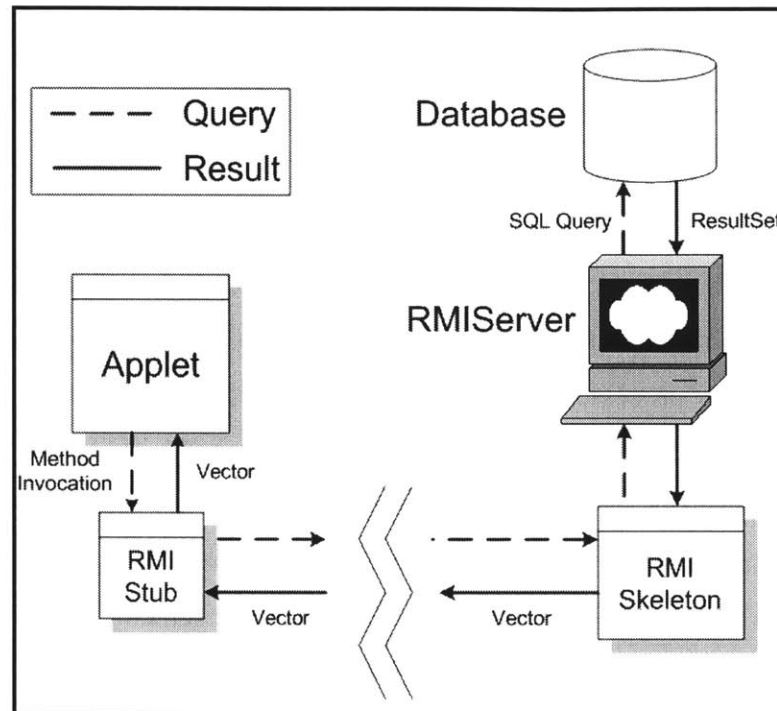 Query
Result
Database
SQL Query
ResultSet
RMIServer
Applet
Method
Invocation
Vector
RMI
Stub
Vector
Vector
RMI
Skeleton